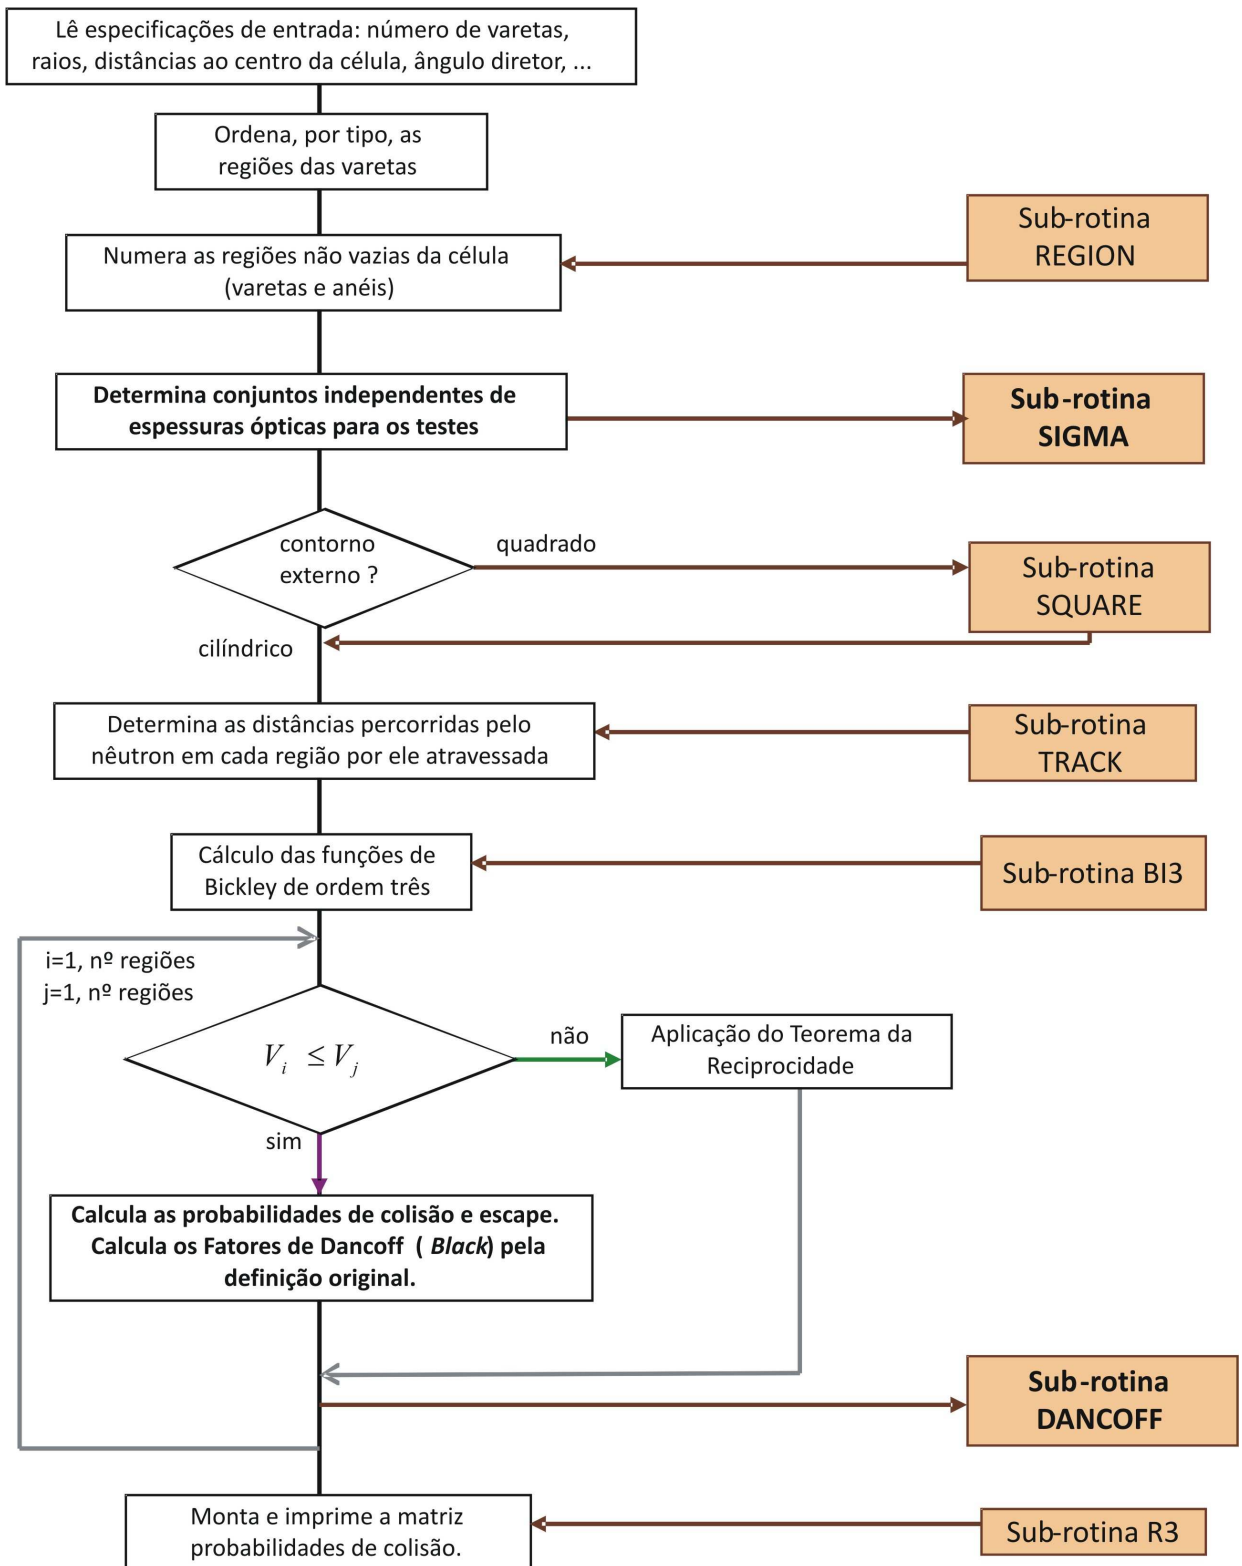 Lê especificações de entrada: número de varetas,
raios, distâncias ao centro da célula, ângulo diretor, ...
Ordena, por tipo, as
regiões das varetas
Sub-rotina
REGION
Numera as regiões não vazias da célula
(varetas e anéis)
Determina conjuntos independentes de
espessuras ópticas para os testes
Sub-rotina
SIGMA
contorno
externo ?
quadrado
Sub-rotina
SQUARE
cilíndrico
Determina as distâncias percorridas pelo
nêutron em cada região por ele atravessada
Sub-rotina
TRACK
Cálculo das funções de
Bickley de ordem três
Sub-rotina BI3
i=1, nº regiões
j=1, nº regiões
V_i ≤ V_j
não
Aplicação do Teorema da
Reciprocidade
sim
Calcula as probabilidades de colisão e escape.
Calcula os Fatores de Dancoff ( Black) pela
definição original.
Sub-rotina
DANCOFF
Monta e imprime a matriz
probabilidades de colisão.
Sub-rotina R3